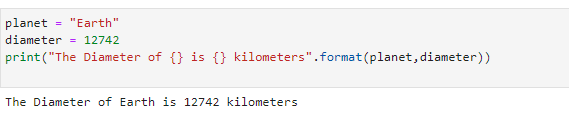 planet = "Earth"
diameter = 12742
print("The Diameter of {} is {} kilometers".format(planet,diameter))
The Diameter of Earth is 12742 kilometers